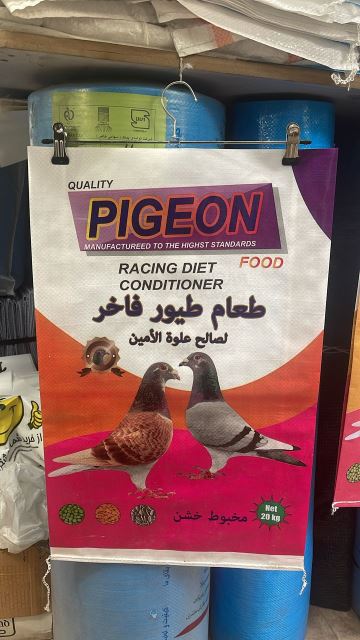 QUALITY
PIGEON
MANUFACTUREED TO THE HIGHST STANDARDS
FOOD
RACING DIET
CONDITIONER
طعام طيور فاخر
لصالح علوة الأمين
مخبوط خشن
Net
20 kg